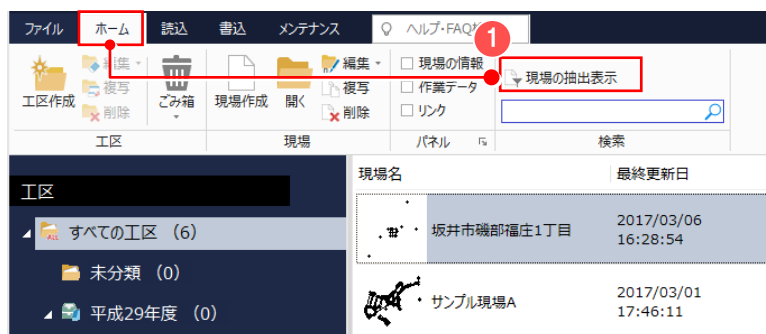 ファイル ホーム 読込 書込 メンテナンス ヘルプ・FAQ
1
工区作成 編集 複写 削除 ごみ箱 現場作成 開く 編集 複写 削除 現場の情報 作業データ リンク 現場の抽出表示
工区 現場 パネル 検索
現場名 最終更新日
工区
すべての工区 (6)
ALL
坂井市磯部福庄1丁目 2017/03/06
16:28:54
未分類 (0)
サンプル現場A 2017/03/01
17:46:11
平成29年度 (0)